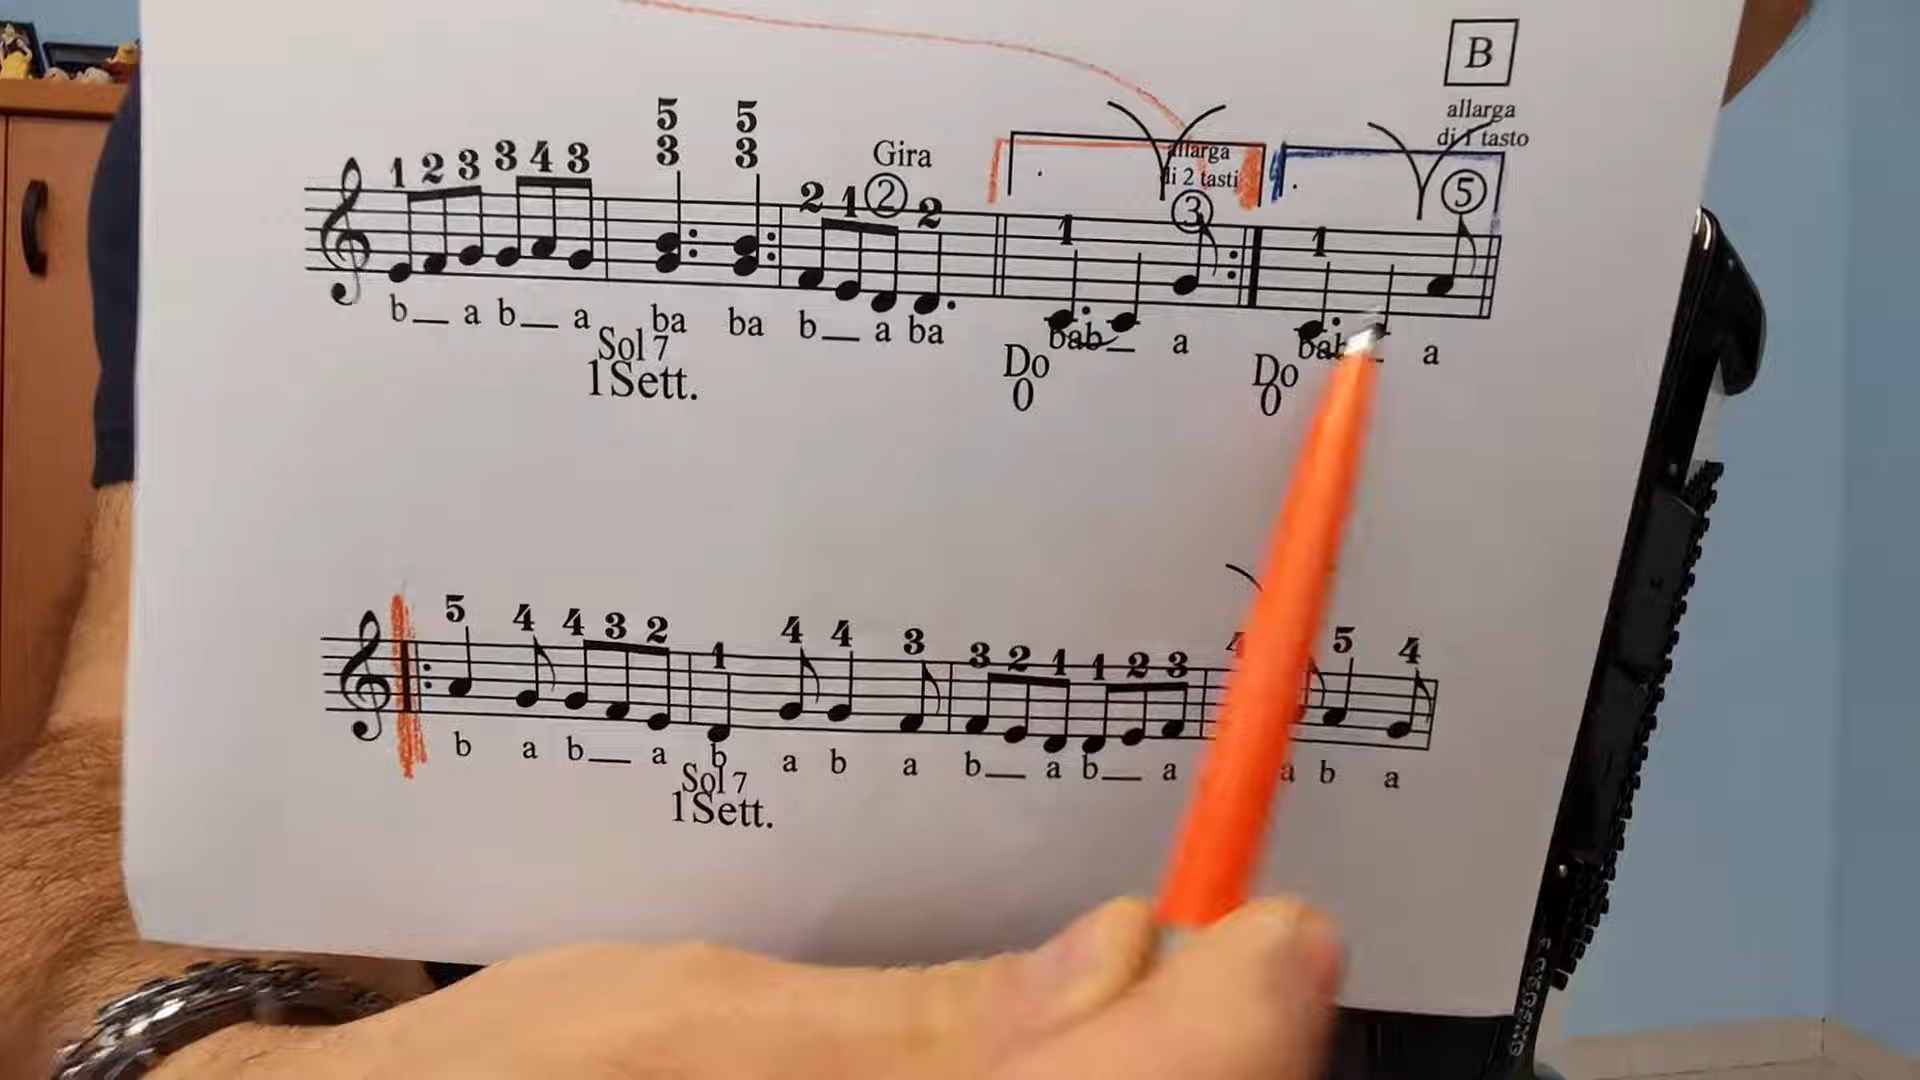 B
allarga
di 1 tasto
5 5
1 2 3 3 4 3 3 3 Gira allarga
di 2 tasti
2 1 2 2 1 3 1 5
b__ a b__ a ba ba b__ a ba bab__ a a
Sol 7 Do Do
1Sett. 0 0
5 4 4 3 2 1 4 4 3 3 2 1 1 2 3 4 5 4
b a b__ a b a b a b__ a b__ a a b a
Sol 7
1Sett.